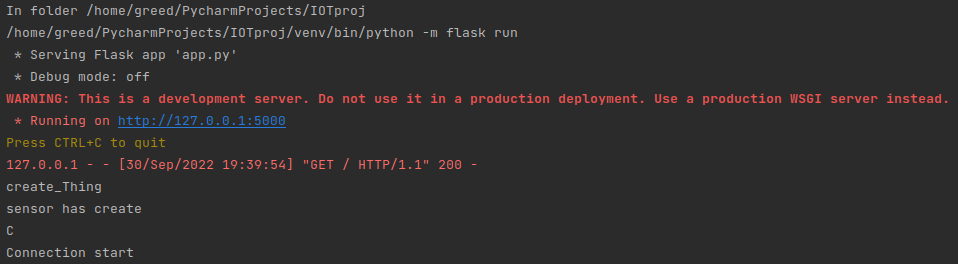 In folder /home/greed/PycharmProjects/IOTproj
/home/greed/PycharmProjects/IOTproj/venv/bin/python -m flask run
 * Serving Flask app 'app.py'
 * Debug mode: off
WARNING: This is a development server. Do not use it in a production deployment. Use a production WSGI server instead.
 * Running on http://127.0.0.1:5000
Press CTRL+C to quit
127.0.0.1 - - [30/Sep/2022 19:39:54] "GET / HTTP/1.1" 200 -
create_Thing
sensor has create
C
Connection start